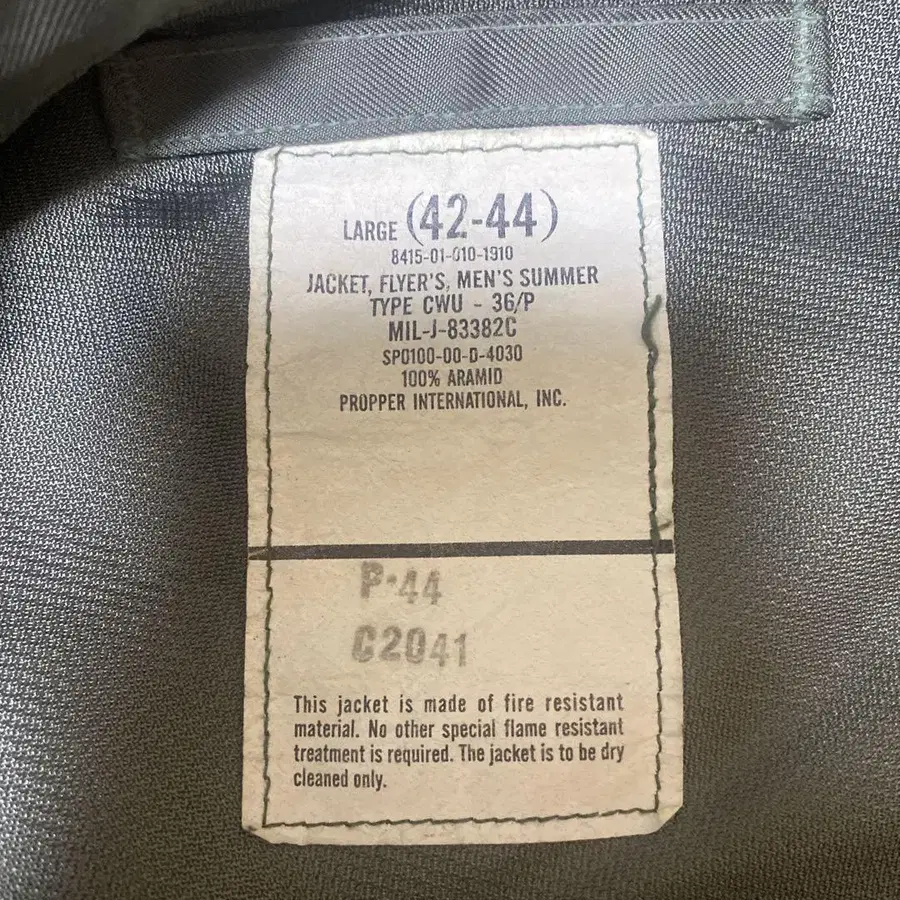 LARGE (42-44)
8415-01-010-1910
JACKET, FLYER'S, MEN'S SUMMER
TYPE CWU - 36/P
MIL-J-83382C
SP0100-00-D-4030
100% ARAMID
PROPPER INTERNATIONAL, INC.
P-44
C2041
This jacket is made of fire resistant
material. No other special flame resistant
treatment is required. The jacket is to be dry
cleaned only.